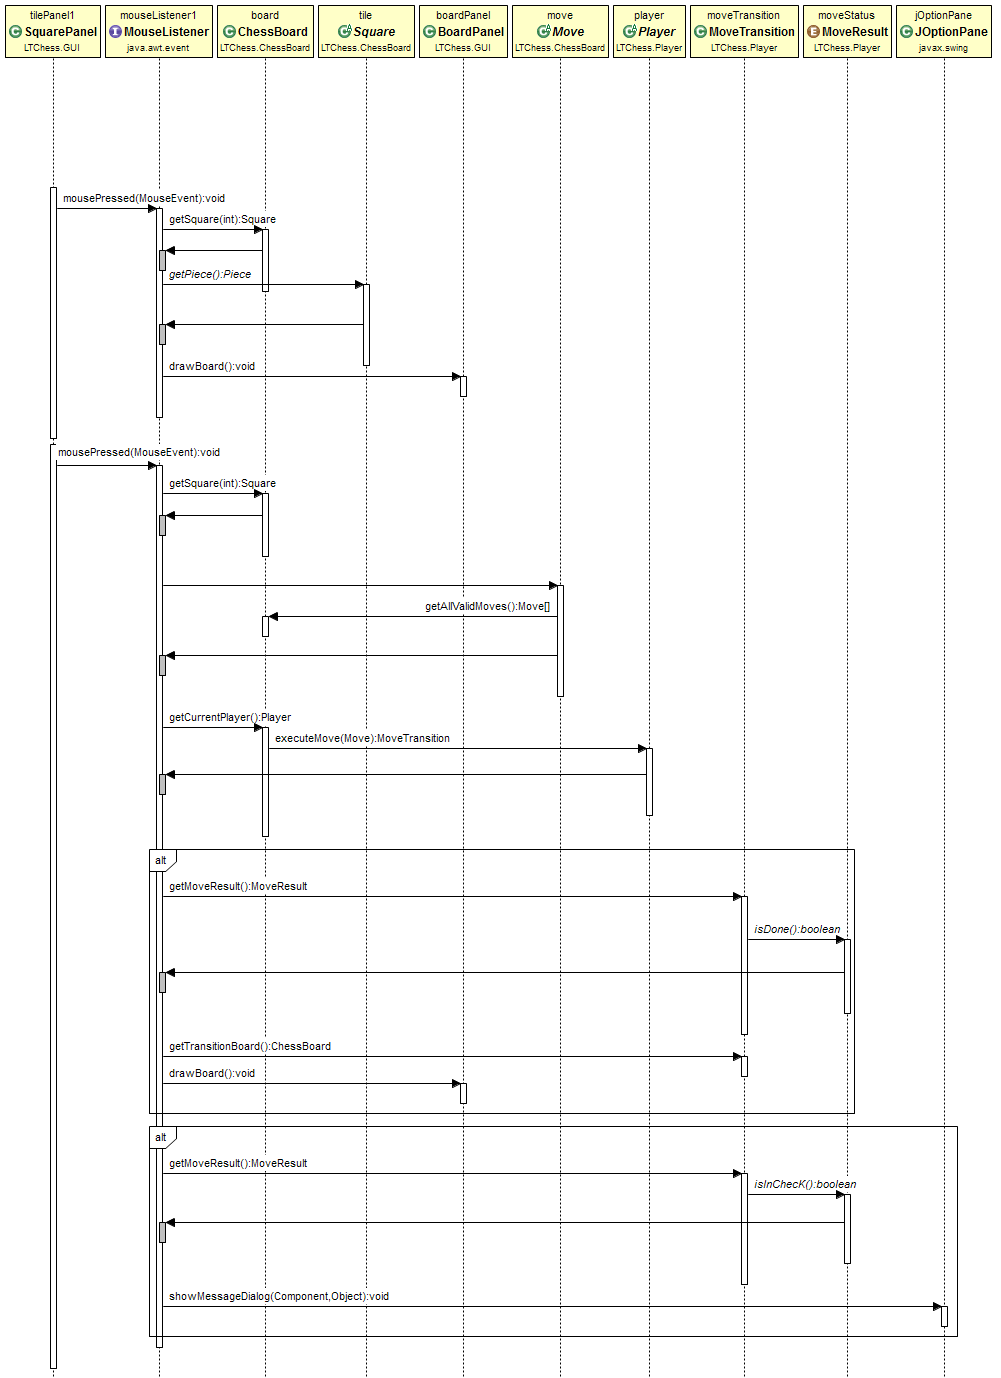 tilePanel1
C SquarePanel
LTChess.GUI
mouseListener1
I MouseListener
java.awt.event
board
C ChessBoard
LTChess.ChessBoard
tile
C A Square
LTChess.ChessBoard
boardPanel
C BoardPanel
LTChess.GUI
move
C A Move
LTChess.ChessBoard
player
C A Player
LTChess.Player
moveTransition
C MoveTransition
LTChess.Player
moveStatus
E MoveResult
LTChess.Player
jOptionPane
C JOptionPane
javax.swing
mousePressed(MouseEvent):void
getSquare(int):Square
getPiece():Piece
drawBoard():void
mousePressed(MouseEvent):void
getSquare(int):Square
getAllValidMoves():Move[]
getCurrentPlayer():Player
executeMove(Move):MoveTransition
alt
getMoveResult():MoveResult
isDone():boolean
getTransitionBoard():ChessBoard
drawBoard():void
alt
getMoveResult():MoveResult
isInChecK():boolean
showMessageDialog(Component,Object):void